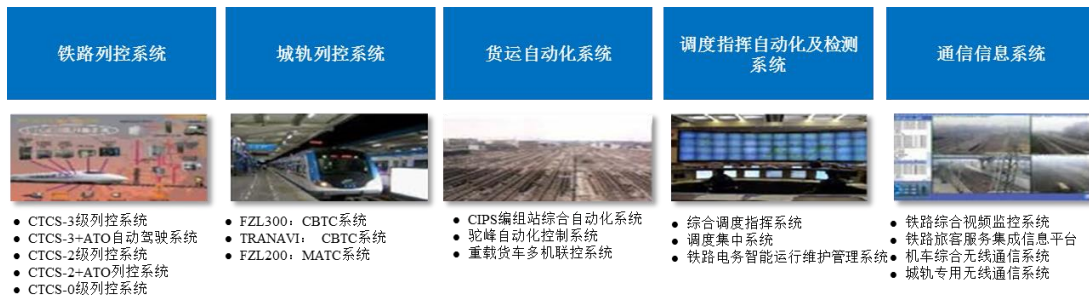 铁路列控系统
城轨列控系统
货运自动化系统
调度指挥自动化及检测
系统
通信信息系统
● CTCS-3级列控系统
● CTCS-3+ATO自动驾驶系统
● CTCS-2级列控系统
● CTCS-2+ATO列控系统
● CTCS-0级列控系统
● FZL300：CBTC系统
● TRANAVI： CBTC系统
● FZL200：MATC系统
● CIPS编组站综合自动化系统
● 驼峰自动化控制系统
● 重载货车多机联控系统
● 综合调度指挥系统
● 调度集中系统
● 铁路电务智能运行维护管理系统
● 铁路综合视频监控系统
● 铁路旅客服务集成信息平台
● 机车综合无线通信系统
● 城轨专用无线通信系统